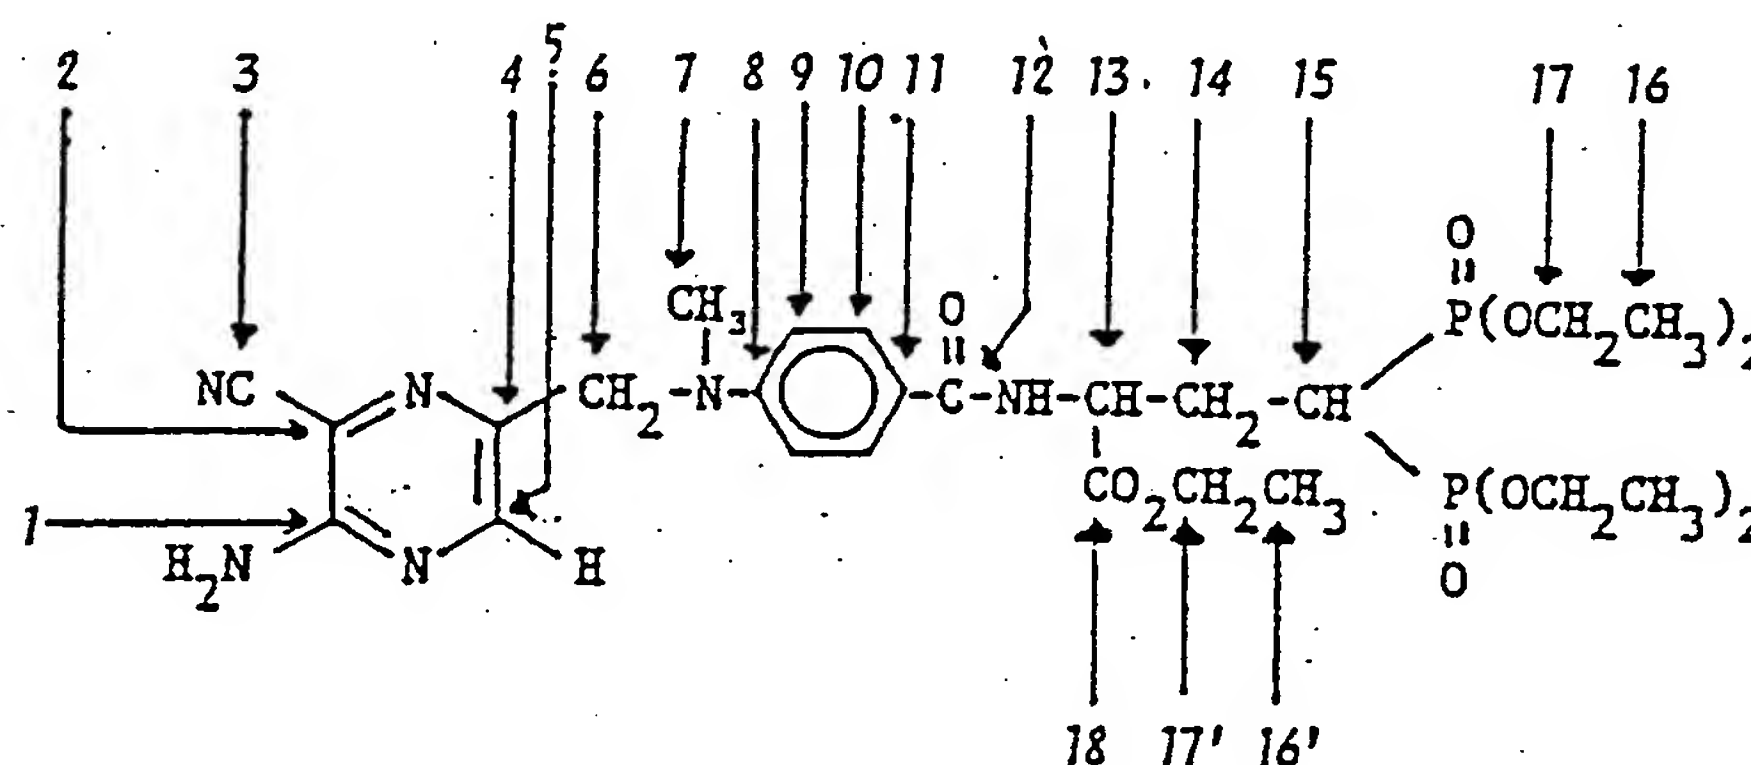 2 3 4 5 6 7 8 9 10 11 12 13 14 15 17 16
O
CH₃ O P(OCH₂CH₃)₂
NC N CH₂-N- -C-NH-CH-CH₂-CH
CO₂CH₂CH₃ P(OCH₂CH₃)₂
1 H₂N N H O
18 17' 16'